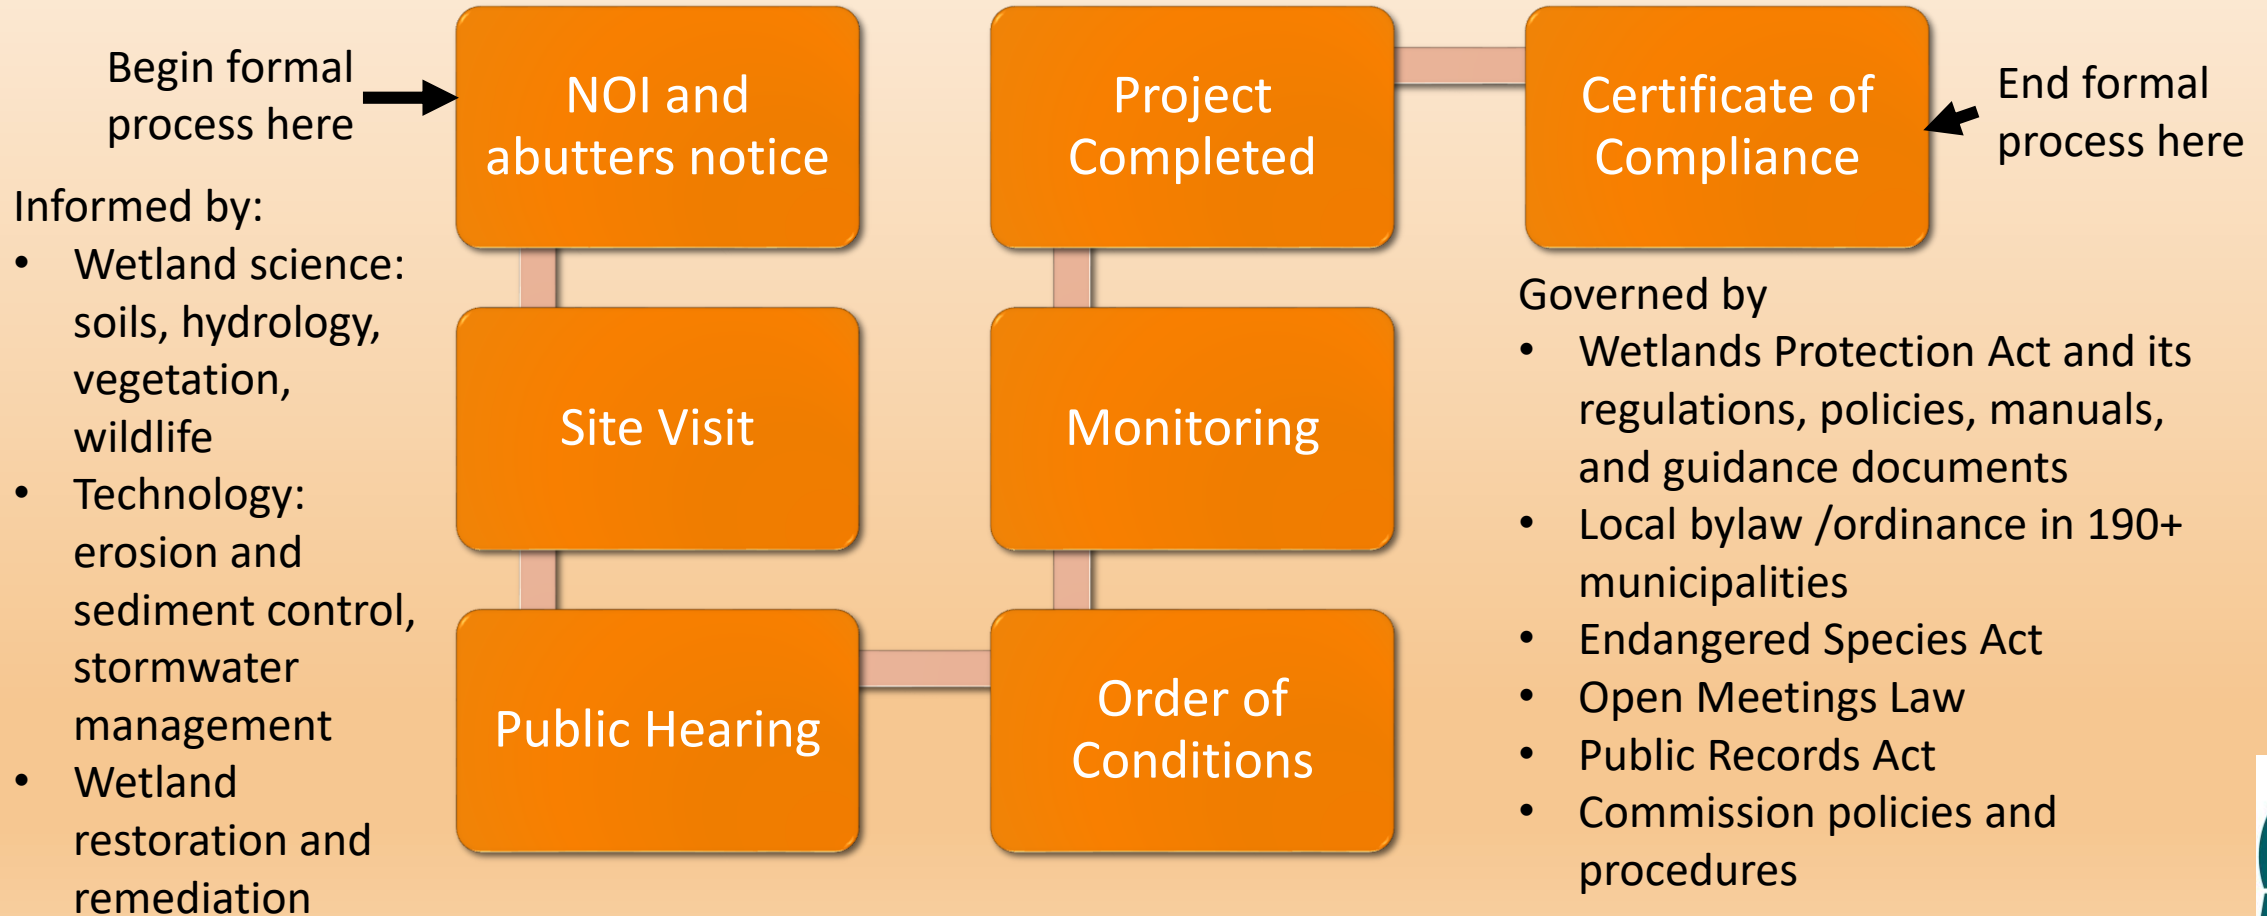 Begin formal
process here
NOI and
abutters notice
Project
Completed
Certificate of
Compliance
End formal
process here
Informed by:
• Wetland science:
soils, hydrology,
vegetation,
wildlife
• Technology:
erosion and
sediment control,
stormwater
management
• Wetland
restoration and
remediation
Site Visit
Public Hearing
Order of
Conditions
Monitoring
Governed by
• Wetlands Protection Act and its
regulations, policies, manuals,
and guidance documents
• Local bylaw /ordinance in 190+
municipalities
• Endangered Species Act
• Open Meetings Law
• Public Records Act
• Commission policies and
procedures